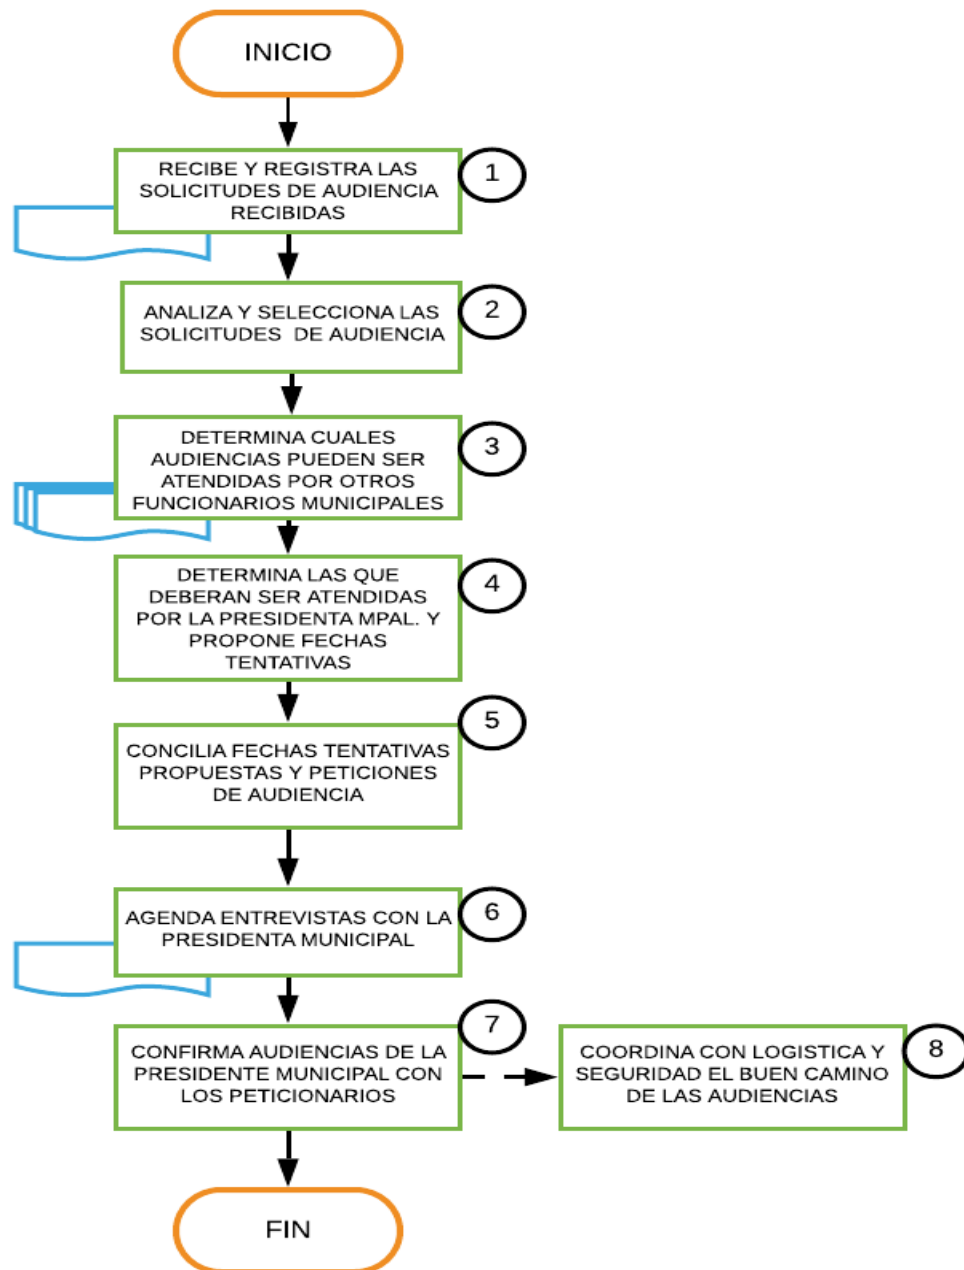 INICIO
1
RECIBE Y REGISTRA LAS
SOLICITUDES DE AUDIENCIA
RECIBIDAS
2
ANALIZA Y SELECCIONA LAS
SOLICITUDES DE AUDIENCIA
3
DETERMINA CUALES
AUDIENCIAS PUEDEN SER
ATENDIDAS POR OTROS
FUNCIONARIOS MUNICIPALES
4
DETERMINA LAS QUE
DEBERAN SER ATENDIDAS
POR LA PRESIDENTA MPAL. Y
PROPONE FECHAS
TENTATIVAS
5
CONCILIA FECHAS TENTATIVAS
PROPUESTAS Y PETICIONES
DE AUDIENCIA
6
AGENDA ENTREVISTAS CON LA
PRESIDENTA MUNICIPAL
7
CONFIRMA AUDIENCIAS DE LA
PRESIDENTE MUNICIPAL CON
LOS PETICIONARIOS
8
COORDINA CON LOGISTICA Y
SEGURIDAD EL BUEN CAMINO
DE LAS AUDIENCIAS
FIN